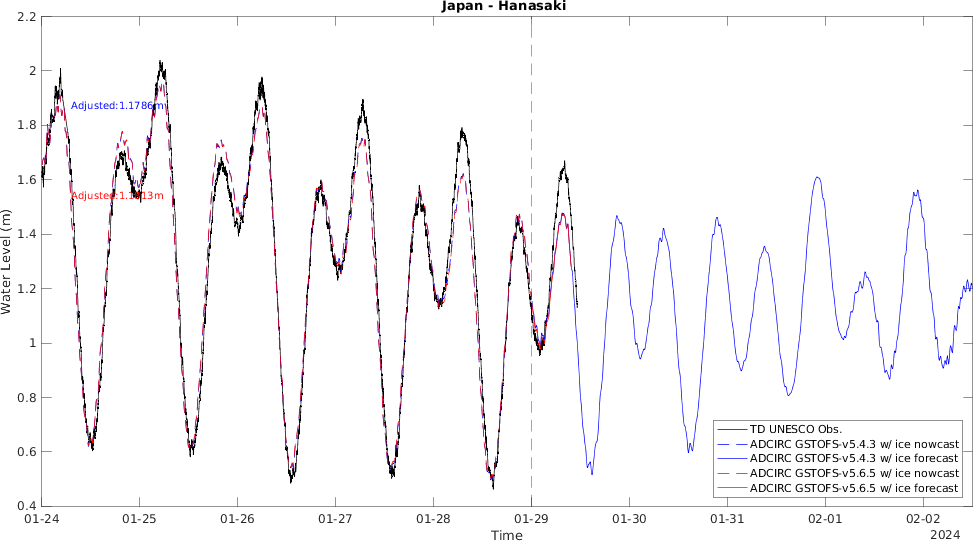 Japan - Hanasaki
2.2
2
1.8
1.6
1.4
1.2
1
0.8
0.6
0.4
Water Level (m)
Adjusted:1.1786m
TD UNESCO Obs.
ADCIRC GSTOFS-v5.4.3 w/ ice nowcast
ADCIRC GSTOFS-v5.4.3 w/ ice forecast
ADCIRC GSTOFS-v5.6.5 w/ ice nowcast
ADCIRC GSTOFS-v5.6.5 w/ ice forecast
01-24 01-25 01-26 01-27 01-28 01-29 01-30 01-31 02-01 02-02
Time
2024